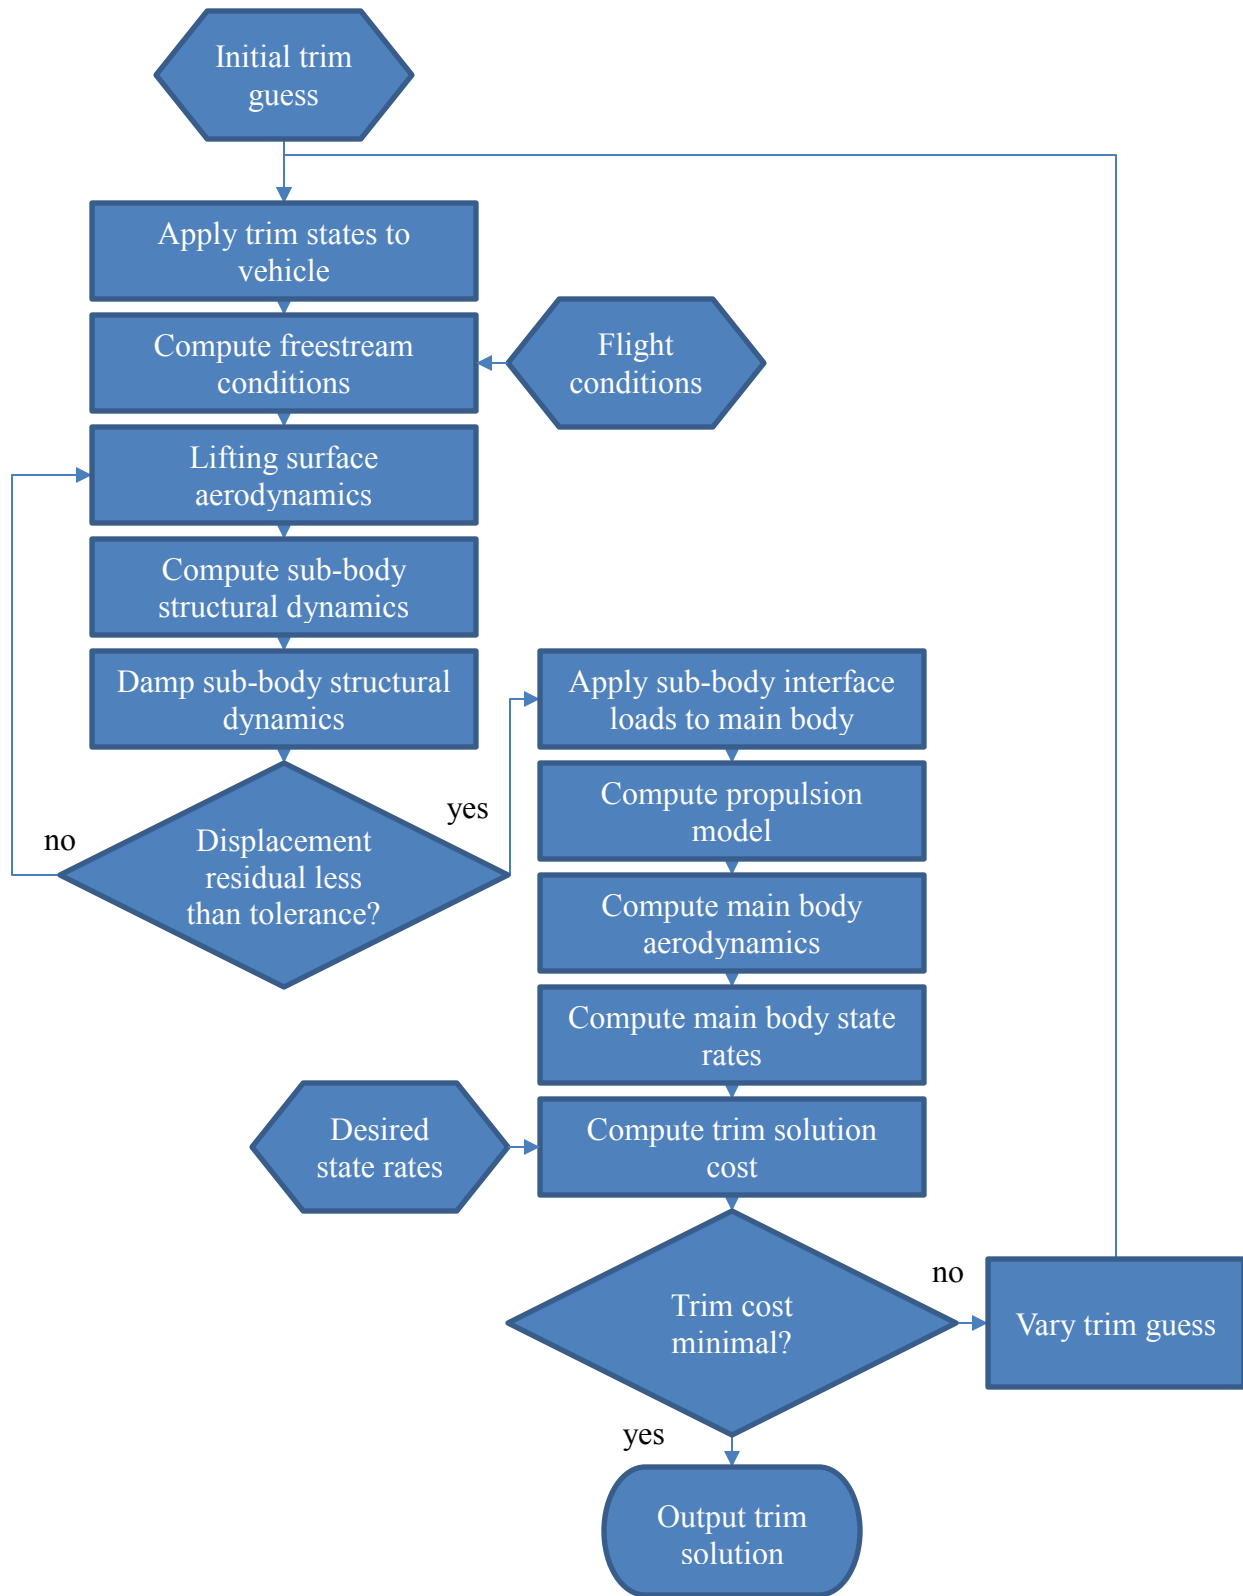 Initial trim
guess
Apply trim states to
vehicle
Compute freestream
conditions
Flight
conditions
Lifting surface
aerodynamics
Compute sub-body
structural dynamics
Damp sub-body structural
dynamics
Displacement
residual less
than tolerance?
no
yes
Apply sub-body interface
loads to main body
Compute propulsion
model
Compute main body
aerodynamics
Compute main body state
rates
Desired
state rates
Compute trim solution
cost
Trim cost
minimal?
no
Vary trim guess
yes
Output trim
solution